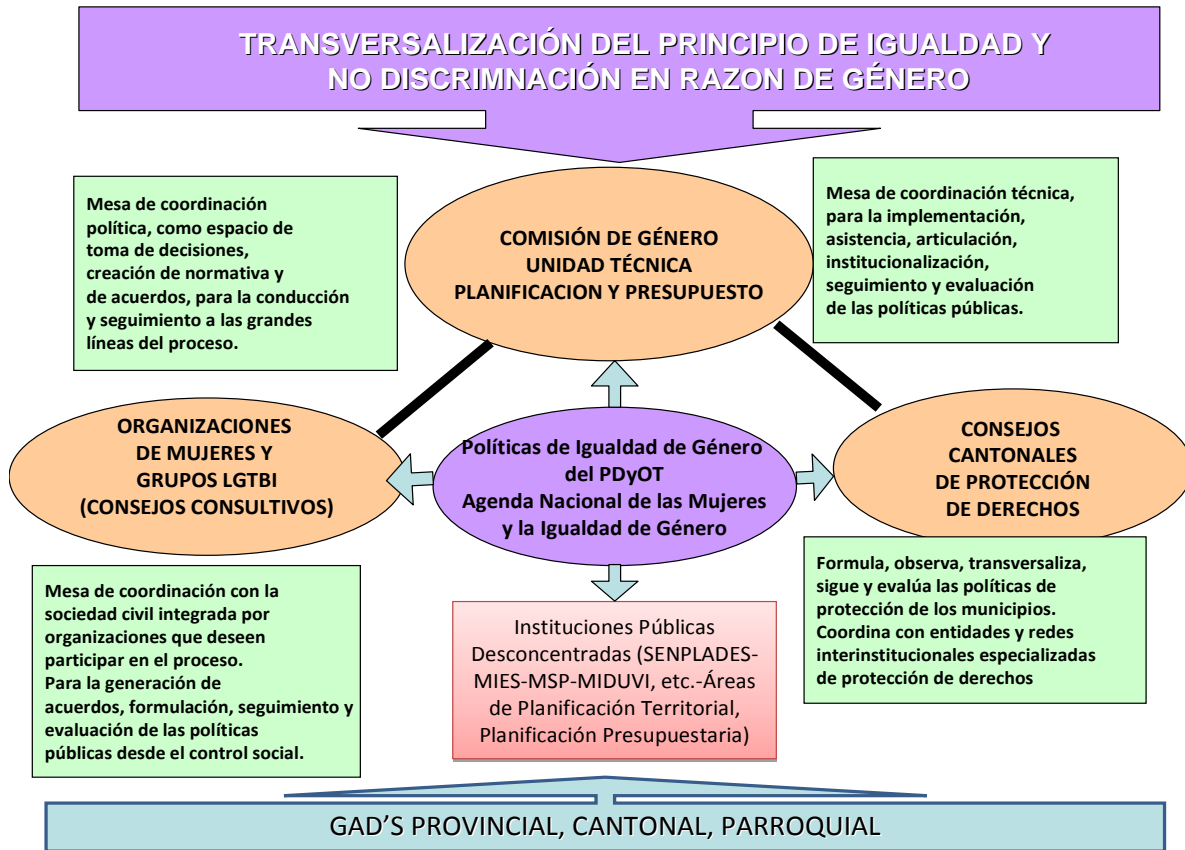 TRANSVERSALIZACIÓN DEL PRINCIPIO DE IGUALDAD Y
NO DISCRIMNACIÓN EN RAZON DE GÉNERO
Mesa de coordinación
política, como espacio de
toma de decisiones,
creación de normativa y
de acuerdos, para la conducción
y seguimiento a las grandes
líneas del proceso.
COMISIÓN DE GÉNERO
UNIDAD TÉCNICA
PLANIFICACION Y PRESUPUESTO
Mesa de coordinación técnica,
para la implementación,
asistencia, articulación,
institucionalización,
seguimiento y evaluación
de las políticas públicas.
ORGANIZACIONES
DE MUJERES Y
GRUPOS LGTBI
(CONSEJOS CONSULTIVOS)
Políticas de Igualdad de Género
del PDyOT
Agenda Nacional de las Mujeres
y la Igualdad de Género
CONSEJOS
CANTONALES
DE PROTECCIÓN
DE DERECHOS
Mesa de coordinación con la
sociedad civil integrada por
organizaciones que deseen
participar en el proceso.
Para la generación de
acuerdos, formulación, seguimiento y
evaluación de las políticas
públicas desde el control social.
Instituciones Públicas
Desconcentradas (SENPLADES-
MIES-MSP-MIDUVI, etc.-Áreas
de Planificación Territorial,
Planificación Presupuestaria)
Formula, observa, transversaliza,
sigue y evalúa las políticas de
protección de los municipios.
Coordina con entidades y redes
interinstitucionales especializadas
de protección de derechos
GAD'S PROVINCIAL, CANTONAL, PARROQUIAL